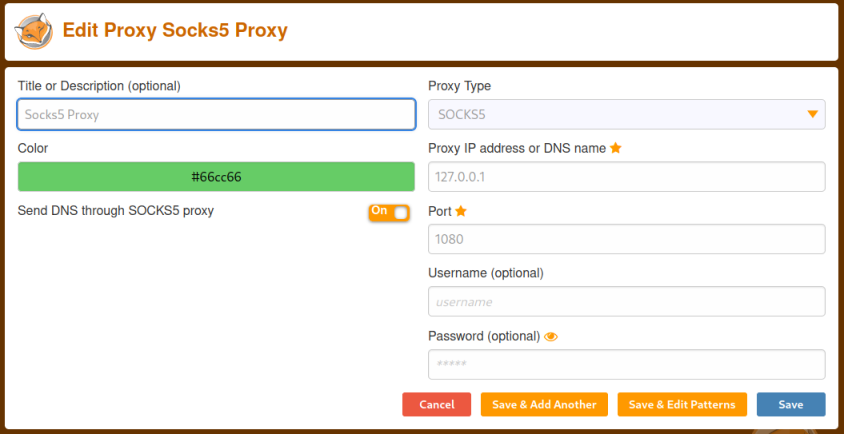 Edit Proxy Socks5 Proxy
Title or Description (optional)
Socks5 Proxy
Color
#66cc66
Send DNS through SOCKS5 proxy
On
Proxy Type
SOCKS5
Proxy IP address or DNS name
127.0.0.1
Port
1080
Username (optional)
username
Password (optional)
*****
Cancel
Save & Add Another
Save & Edit Patterns
Save